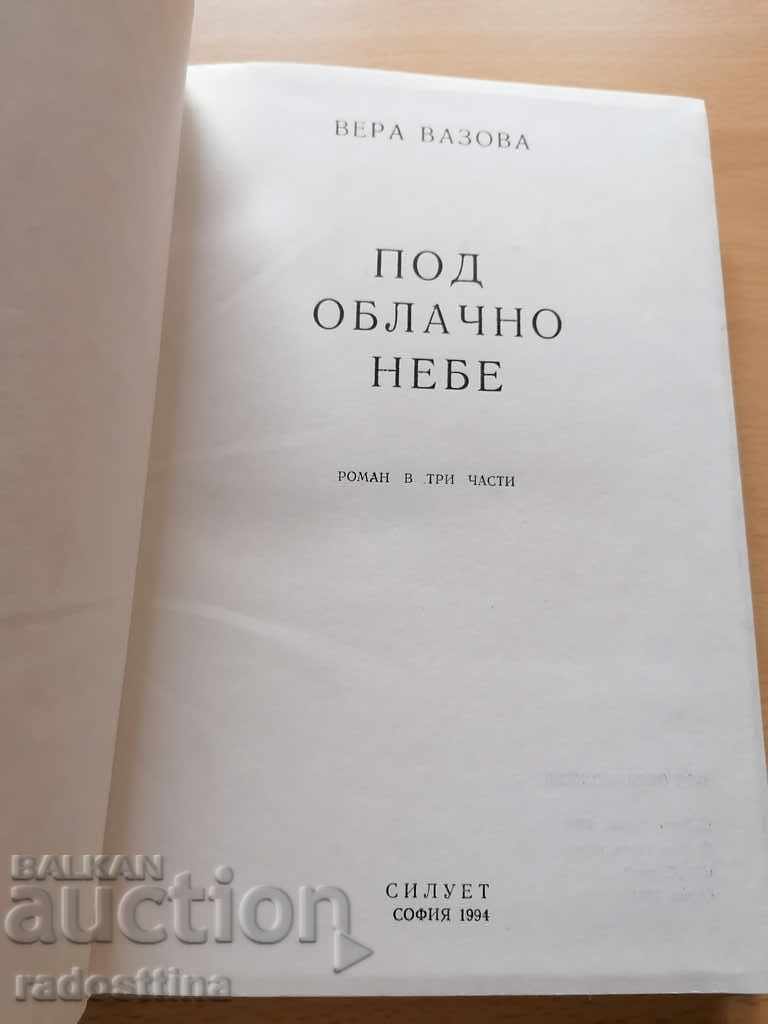 ВЕРА ВАЗОВА
ПОД
ОБЛАЧНО
НЕБЕ
РОМАН В ТРИ ЧАСТИ
СИЛУЕТ
СОФИЯ 1994
BALKAN
auction
radosttina